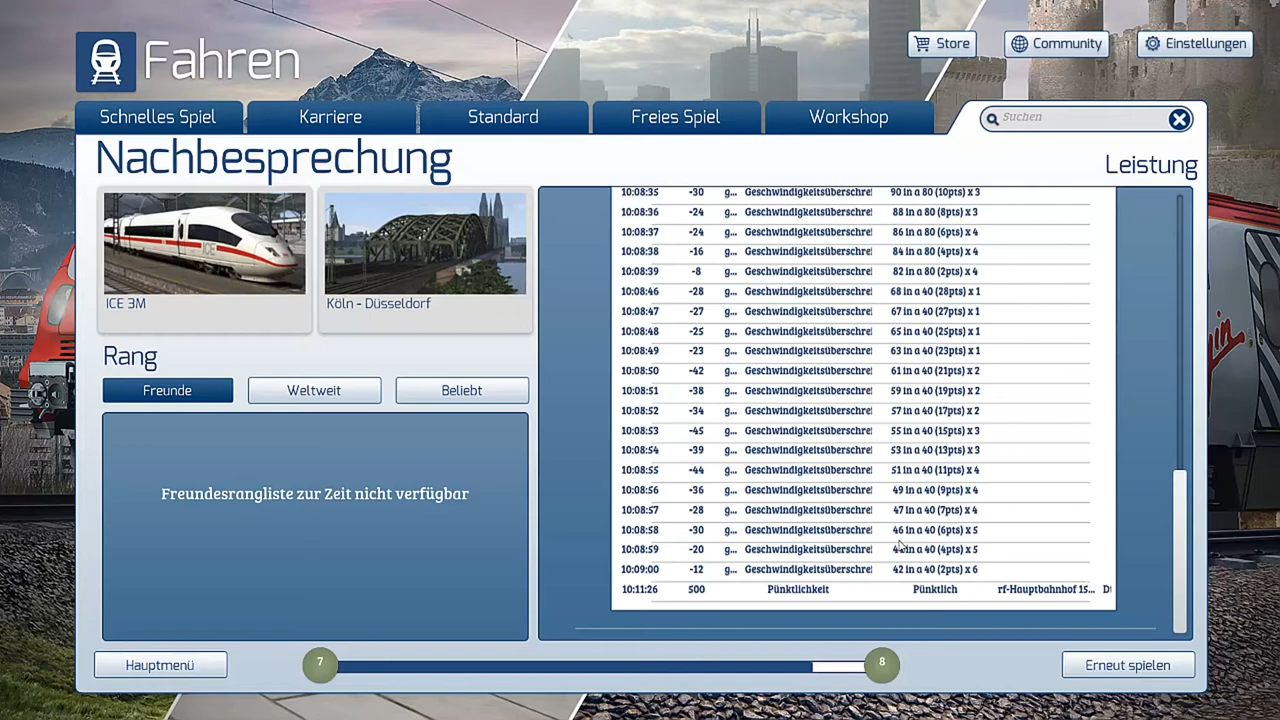 Fahren
Store
Community
Einstellungen
Schnelles Spiel
Karriere
Standard
Freies Spiel
Workshop
Suchen
Nachbesprechung
Leistung
ICE 3M
Köln - Düsseldorf
Rang
Freunde
Weltweit
Beliebt
Freundesrangliste zur Zeit nicht verfügbar
10:08:35 -30 g... Geschwindigkeitsüberschrei 90 in a 80 (10pts) x 3
10:08:36 -24 g... Geschwindigkeitsüberschrei 88 in a 80 (8pts) x 3
10:08:37 -24 g... Geschwindigkeitsüberschrei 86 in a 80 (6pts) x 4
10:08:38 -16 g... Geschwindigkeitsüberschrei 84 in a 80 (4pts) x 4
10:08:39 -8 g... Geschwindigkeitsüberschrei 82 in a 80 (2pts) x 4
10:08:46 -28 g... Geschwindigkeitsüberschrei 68 in a 40 (28pts) x 1
10:08:47 -27 g... Geschwindigkeitsüberschrei 67 in a 40 (27pts) x 1
10:08:48 -25 g... Geschwindigkeitsüberschrei 65 in a 40 (25pts) x 1
10:08:49 -23 g... Geschwindigkeitsüberschrei 63 in a 40 (23pts) x 1
10:08:50 -42 g... Geschwindigkeitsüberschrei 61 in a 40 (21pts) x 2
10:08:51 -38 g... Geschwindigkeitsüberschrei 59 in a 40 (19pts) x 2
10:08:52 -34 g... Geschwindigkeitsüberschrei 57 in a 40 (17pts) x 2
10:08:53 -45 g... Geschwindigkeitsüberschrei 55 in a 40 (15pts) x 3
10:08:54 -39 g... Geschwindigkeitsüberschrei 53 in a 40 (13pts) x 3
10:08:55 -44 g... Geschwindigkeitsüberschrei 51 in a 40 (11pts) x 4
10:08:56 -36 g... Geschwindigkeitsüberschrei 49 in a 40 (9pts) x 4
10:08:57 -28 g... Geschwindigkeitsüberschrei 47 in a 40 (7pts) x 4
10:08:58 -30 g... Geschwindigkeitsüberschrei 46 in a 40 (6pts) x 5
10:08:59 -20 g... Geschwindigkeitsüberschrei in a 40 (4pts) x 5
10:09:00 -12 g... Geschwindigkeitsüberschrei 42 in a 40 (2pts) x 6
10:11:26 500 Pünktlichkeit Pünktlich rf-Hauptbahnhof 15...
Hauptmenü
7
8
Erneut spielen